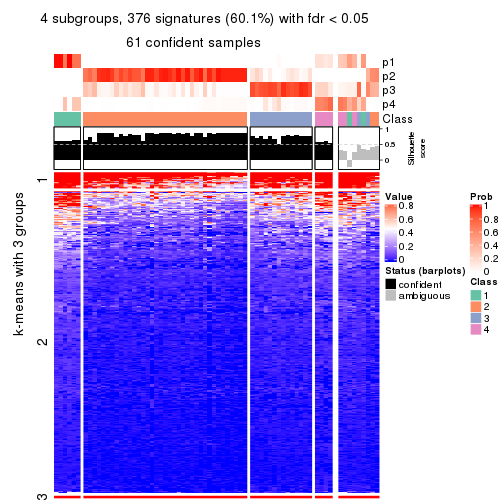 4 subgroups, 376 signatures (60.1%) with fdr < 0.05
61 confident samples
p1
p2
p3
p4
Class
1
0.5
0
Silhouette
score
k-means with 3 groups
1
2
3
Value
0.8
0.6
0.4
0.2
0
Status (barplots)
confident
ambiguous
Prob
1
0.8
0.6
0.4
0.2
0
Class
1
2
3
4